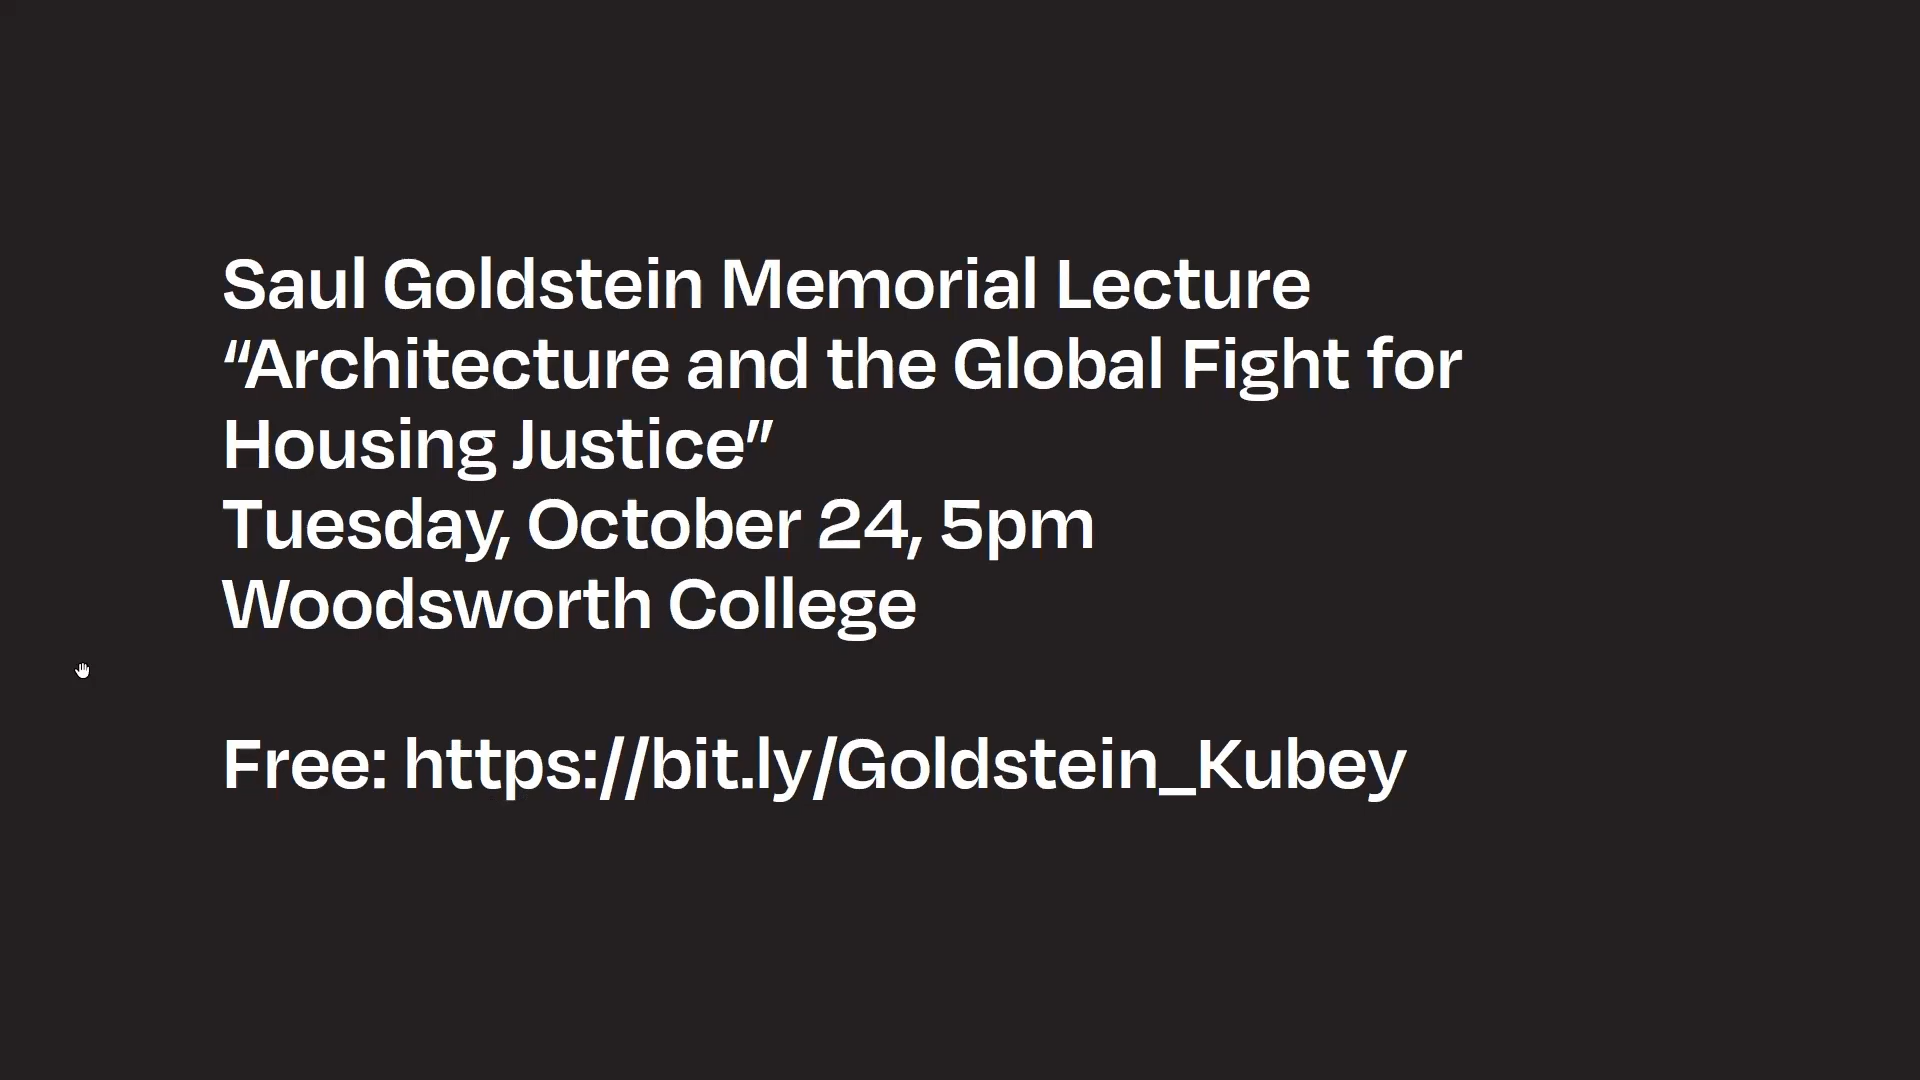 Saul Goldstein Memorial Lecture
“Architecture and the Global Fight for
Housing Justice”
Tuesday, October 24, 5pm
Woodsworth College
Free: https://bit.ly/Goldstein_Kubey